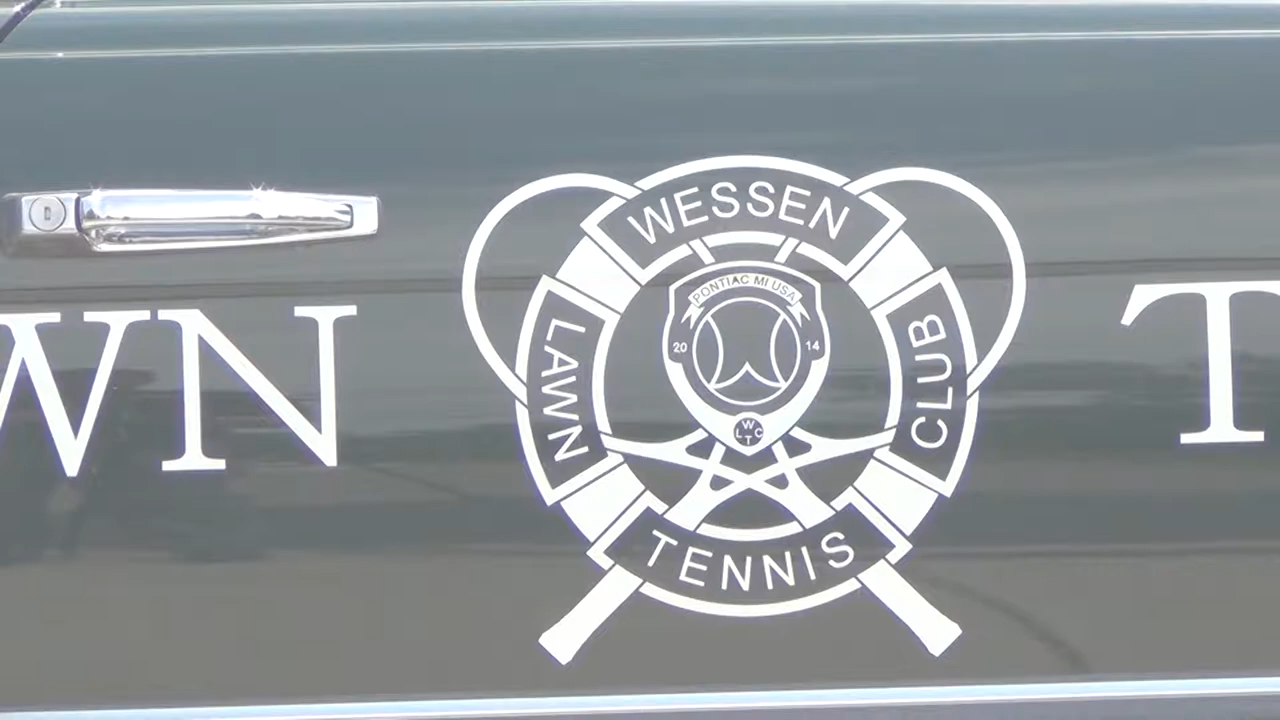 WN
T
WESSEN
LAWN
CLUB
TENNIS
PONTIAC MI USA
20 14
W
L C
T